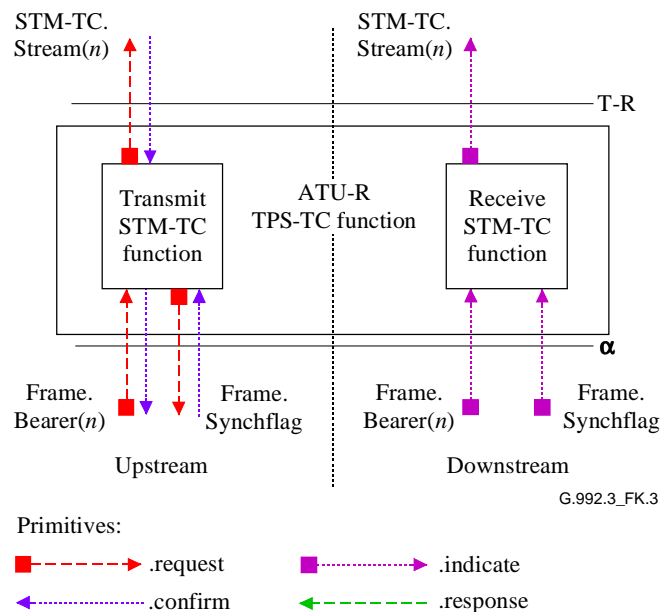 STM-TC.
Stream(n)
STM-TC.
Stream(n)
T-R
Transmit
STM-TC
function
ATU-R
TPS-TC function
Receive
STM-TC
function
α
Frame.
Bearer(n)
Frame.
Synchflag
Frame.
Bearer(n)
Frame.
Synchflag
Upstream
Downstream
G.992.3_FK.3
Primitives:
.request
.indicate
.confirm
.response